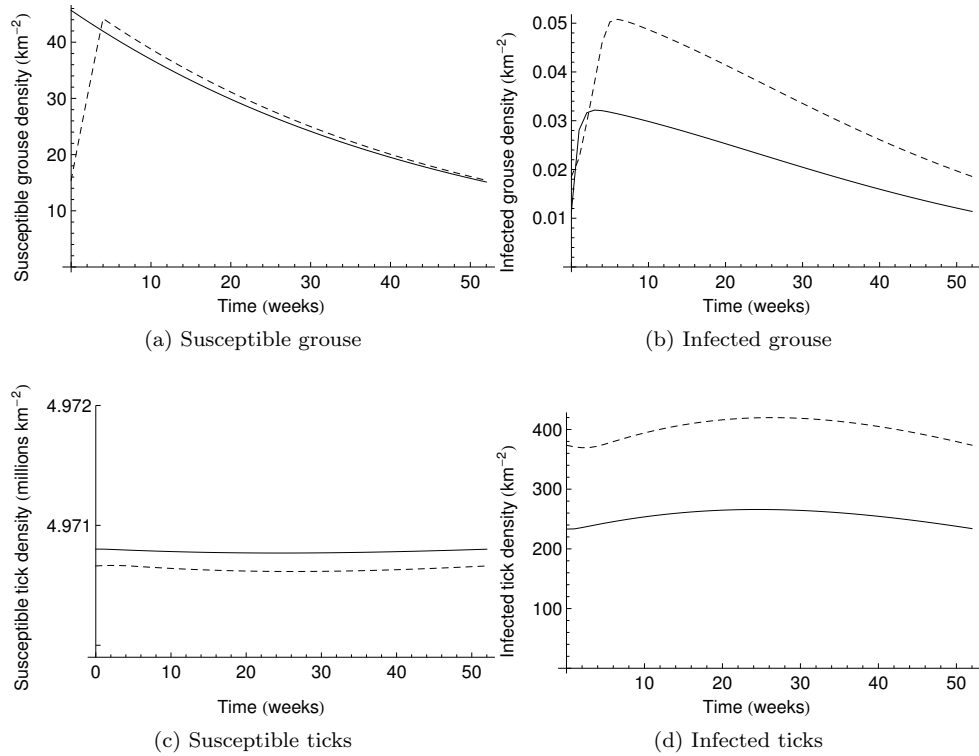 Susceptible grouse density (km⁻²)
40
30
20
10
10 20 30 40 50
Time (weeks)
(a) Susceptible grouse
Infected grouse density (km⁻²)
0.05
0.04
0.03
0.02
0.01
10 20 30 40 50
Time (weeks)
(b) Infected grouse
Susceptible tick density (millions km⁻²)
4.972
4.971
0 10 20 30 40 50
Time (weeks)
(c) Susceptible ticks
Infected tick density (km⁻²)
400
300
200
100
10 20 30 40 50
Time (weeks)
(d) Infected ticks